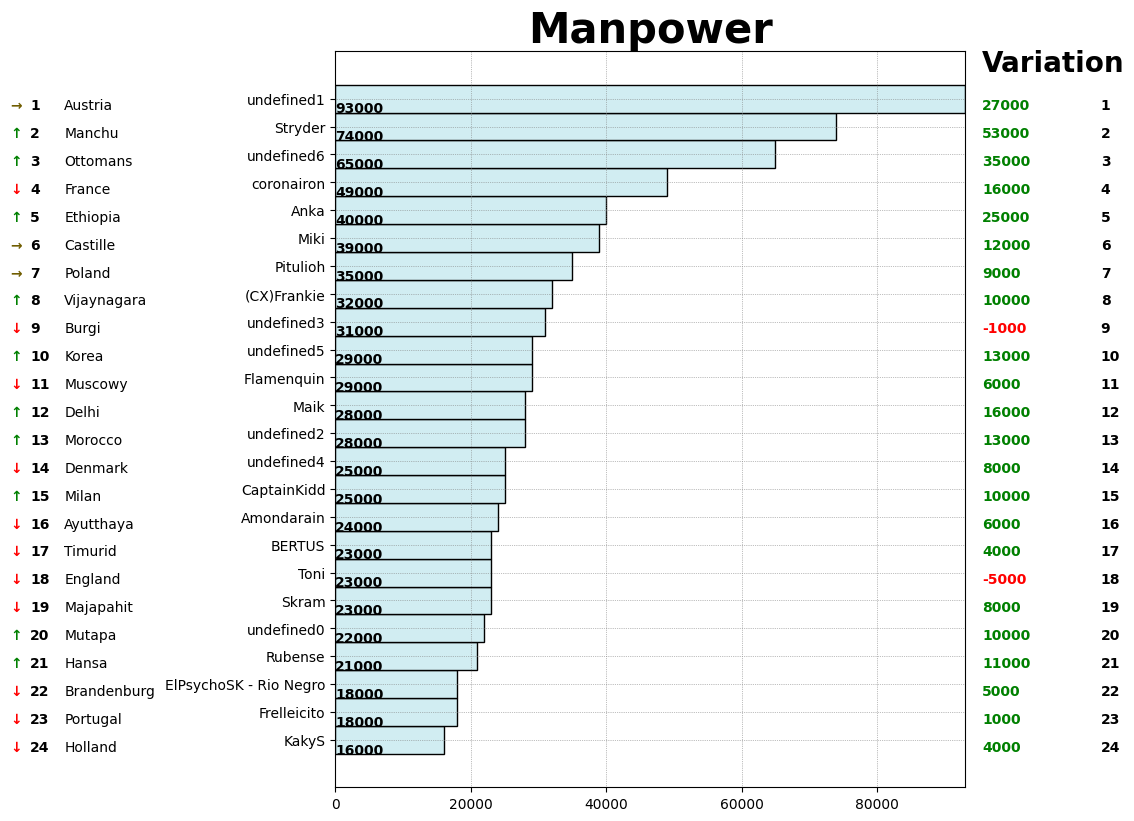 Manpower
Variation
→ 1 Austria undefined1 93000 27000 1
↑ 2 Manchu Stryder 74000 53000 2
↑ 3 Ottomans undefined6 65000 35000 3
↓ 4 France coronairon 49000 16000 4
↑ 5 Ethiopia Anka 40000 25000 5
→ 6 Castille Miki 39000 12000 6
→ 7 Poland Pitulioh 35000 9000 7
↑ 8 Vijaynagara (CX)Frankie 32000 10000 8
↓ 9 Burgi undefined3 31000 -1000 9
↑ 10 Korea undefined5 29000 13000 10
↓ 11 Muscowy Flamenquin 29000 6000 11
↑ 12 Delhi Maik 28000 16000 12
↑ 13 Morocco undefined2 28000 13000 13
↓ 14 Denmark undefined4 25000 8000 14
↑ 15 Milan CaptainKidd 25000 10000 15
↓ 16 Ayutthaya Amondarain 24000 6000 16
↓ 17 Timurid BERTUS 23000 4000 17
↓ 18 England Toni 23000 -5000 18
↓ 19 Majapahit Skram 23000 8000 19
↑ 20 Mutapa undefined0 22000 10000 20
↑ 21 Hansa Rubense 21000 11000 21
↓ 22 Brandenburg ElPsychoSK - Rio Negro 18000 5000 22
↓ 23 Portugal Frelleicito 18000 1000 23
↓ 24 Holland KakyS 16000 4000 24
0 20000 40000 60000 80000